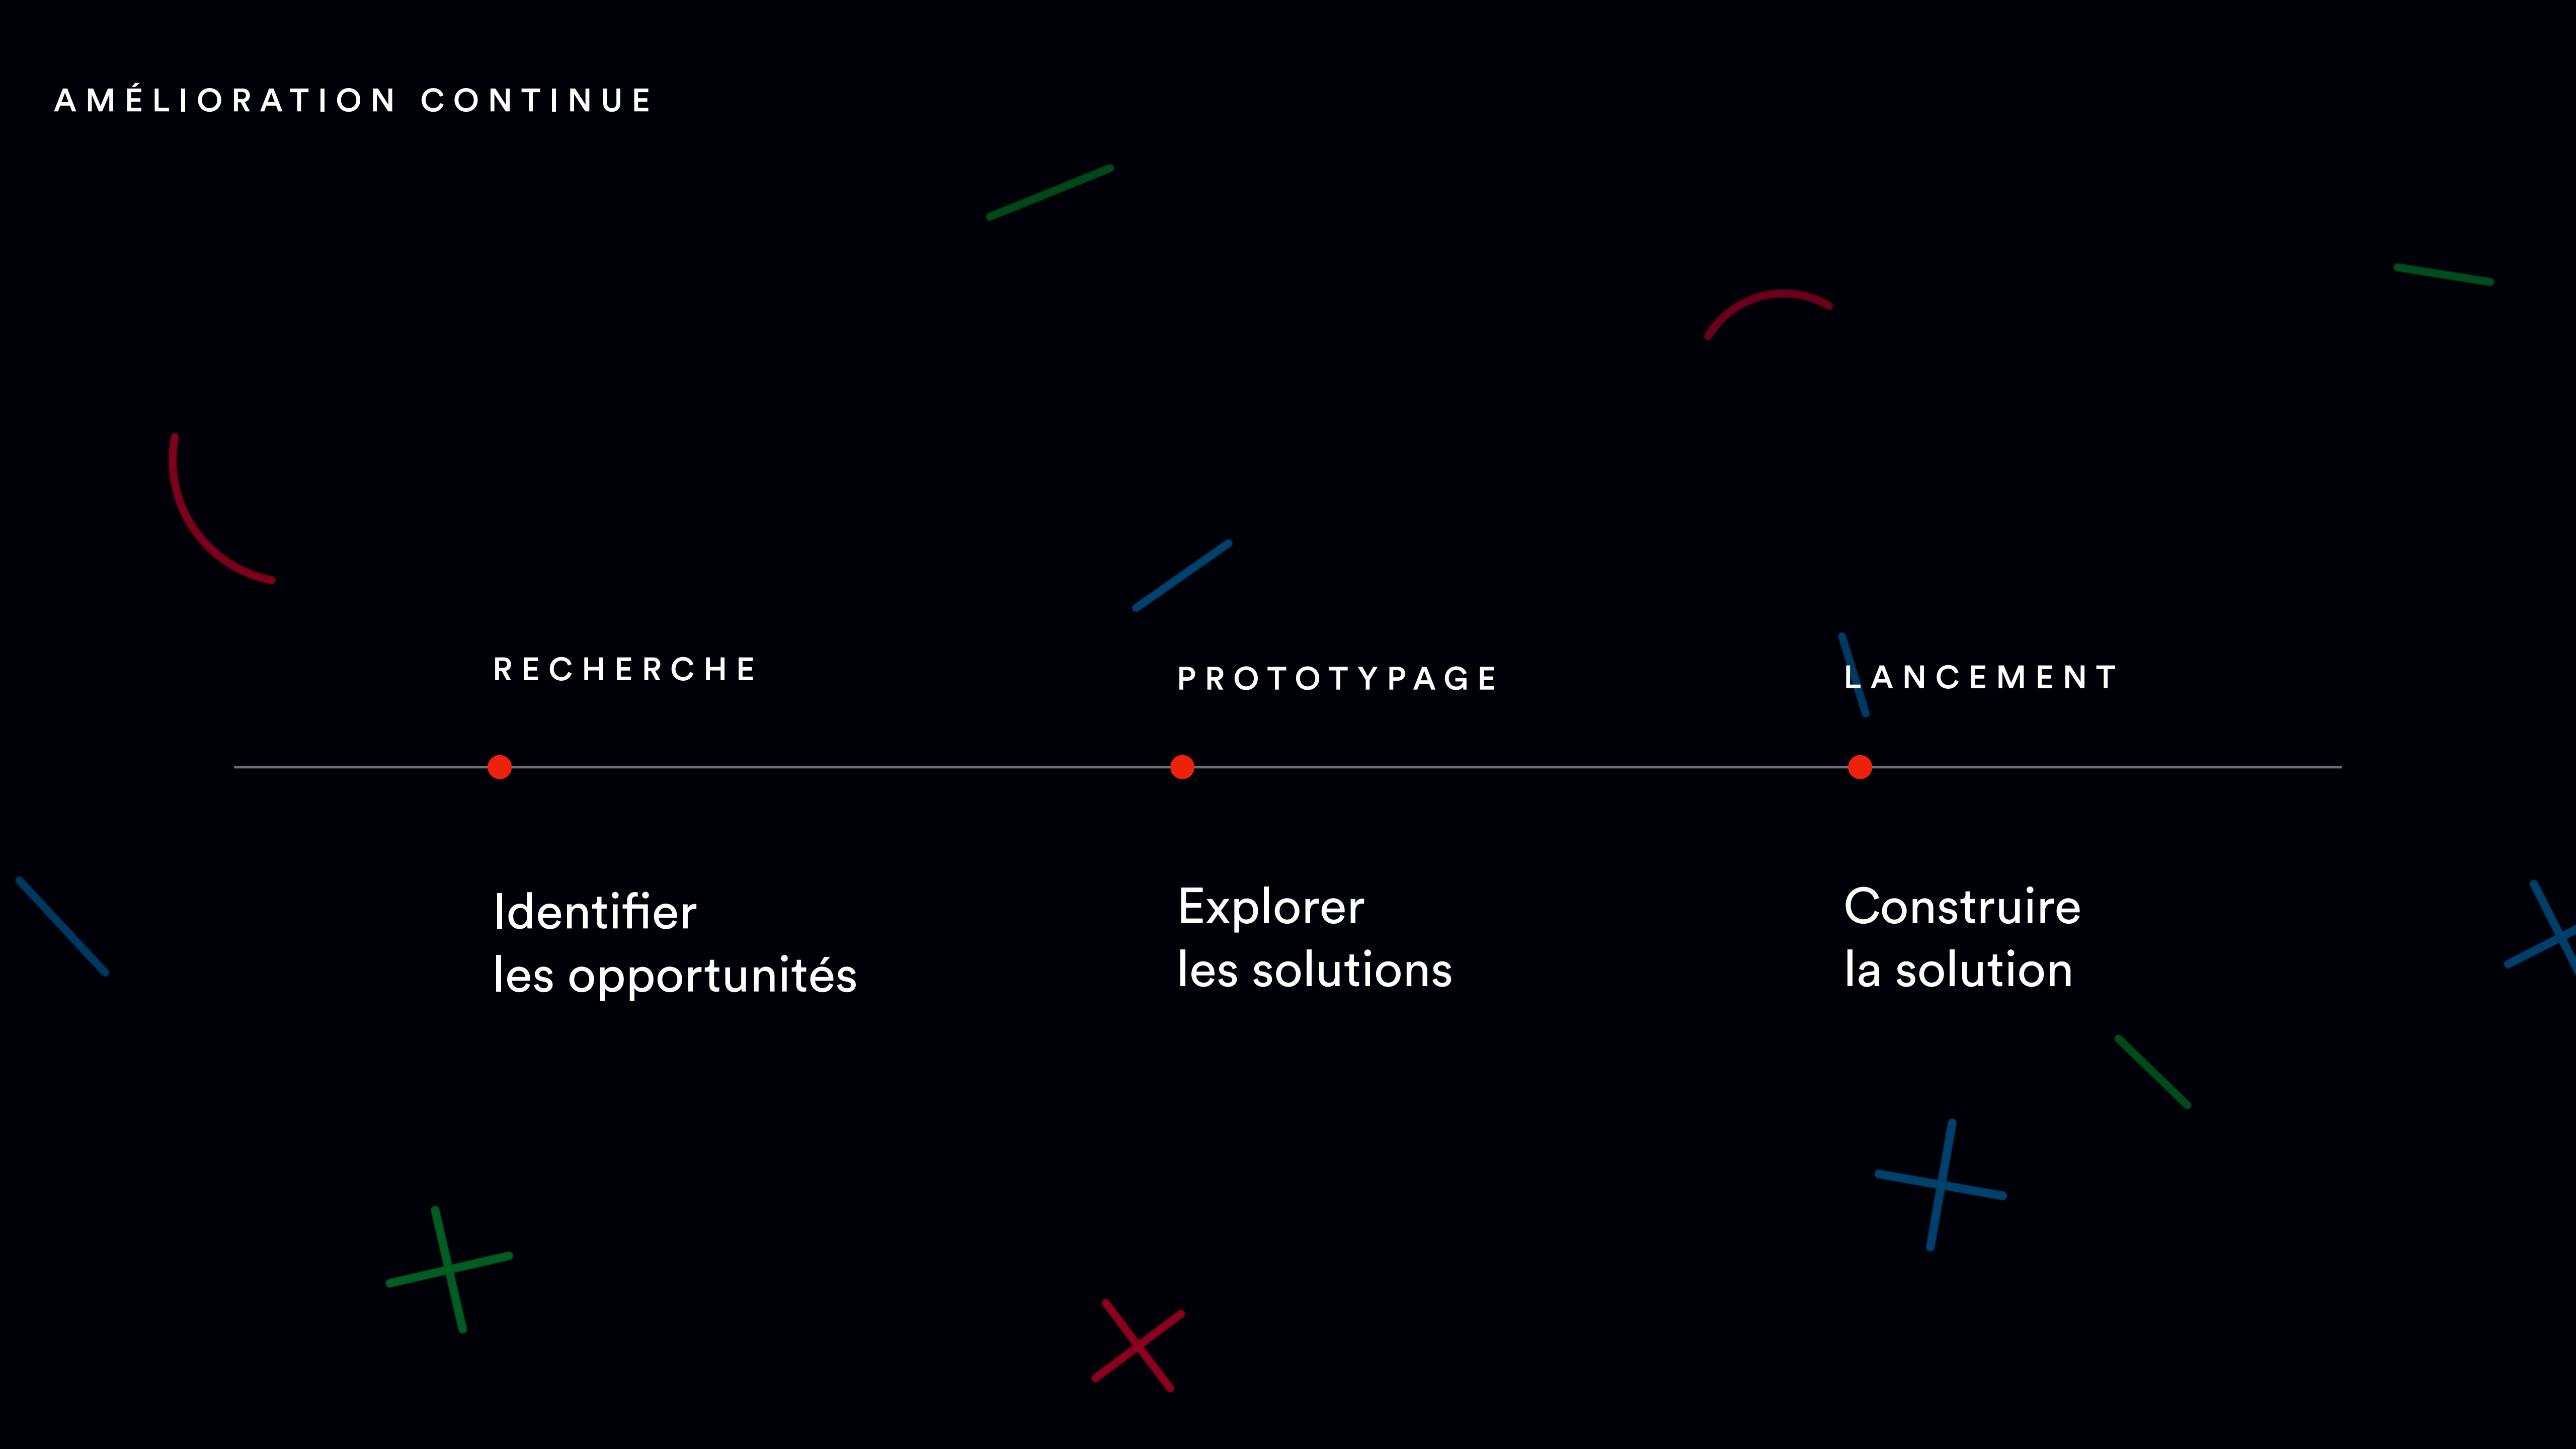 AMÉLIORATION CONTINUE
RECHERCHE
PROTOTYPAGE
LANCEMENT
Identifier
les opportunités
Explorer
les solutions
Construire
la solution